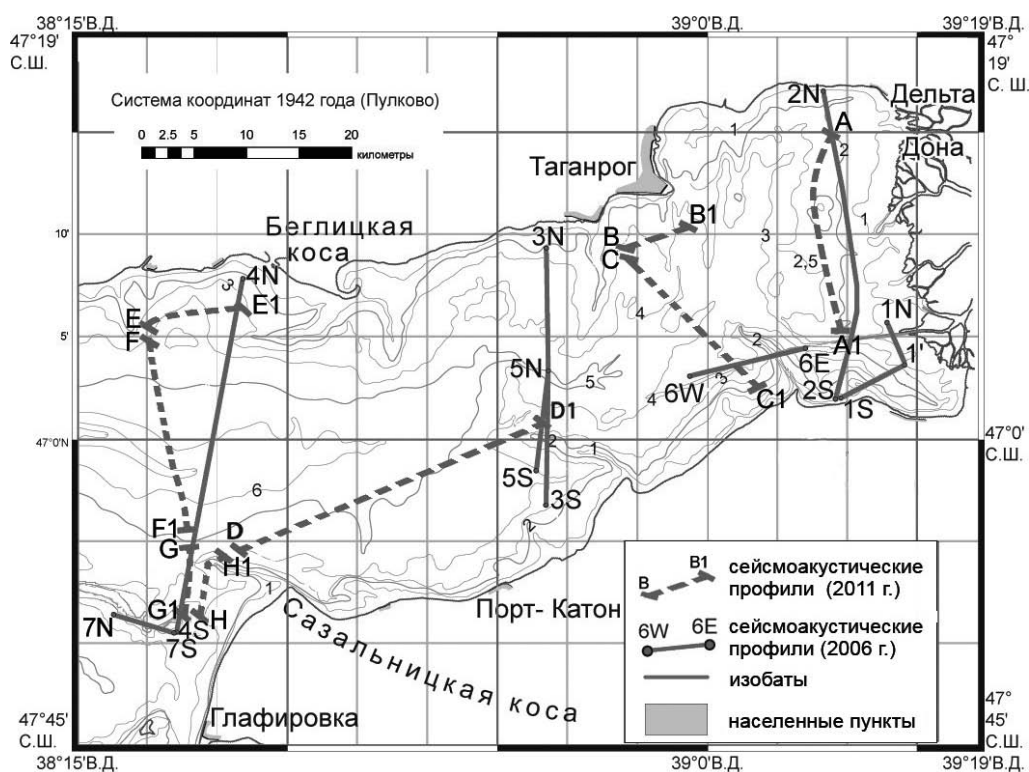 38°15'В.Д.
39°0'В.Д.
39°19'В.Д.
47°19'
С.Ш.
47°
19'
С. Ш.
Система координат 1942 года (Пулково)
0 2.5 5 10 15 20
километры
2N
Дельта
Дона
A
1
2
Таганрог
Беглицкая
коса
10'
3N
B
B1
C
3
1
2,5
3
4N
E1
E
F
4
1N
5'
2
A1
6E
1'
5N
5
6W
3
C1
2S
1S
4
D1
47°0'
С.Ш.
47°0'N
2
1
5S
6
3S
2
F1
D
G
H1
1
G1
H
7N
4S
7S
Порт- Катон
Сазальницкая коса
Глафировка
B
B1
сейсмоакустические
профили (2011 г.)
6W
6E
сейсмоакустические
профили (2006 г.)
изобаты
населенные пункты
47°45'
С.Ш.
47°
45'
С.Ш.
38°15'В.Д.
39°0'В.Д.
39°19'В.Д.